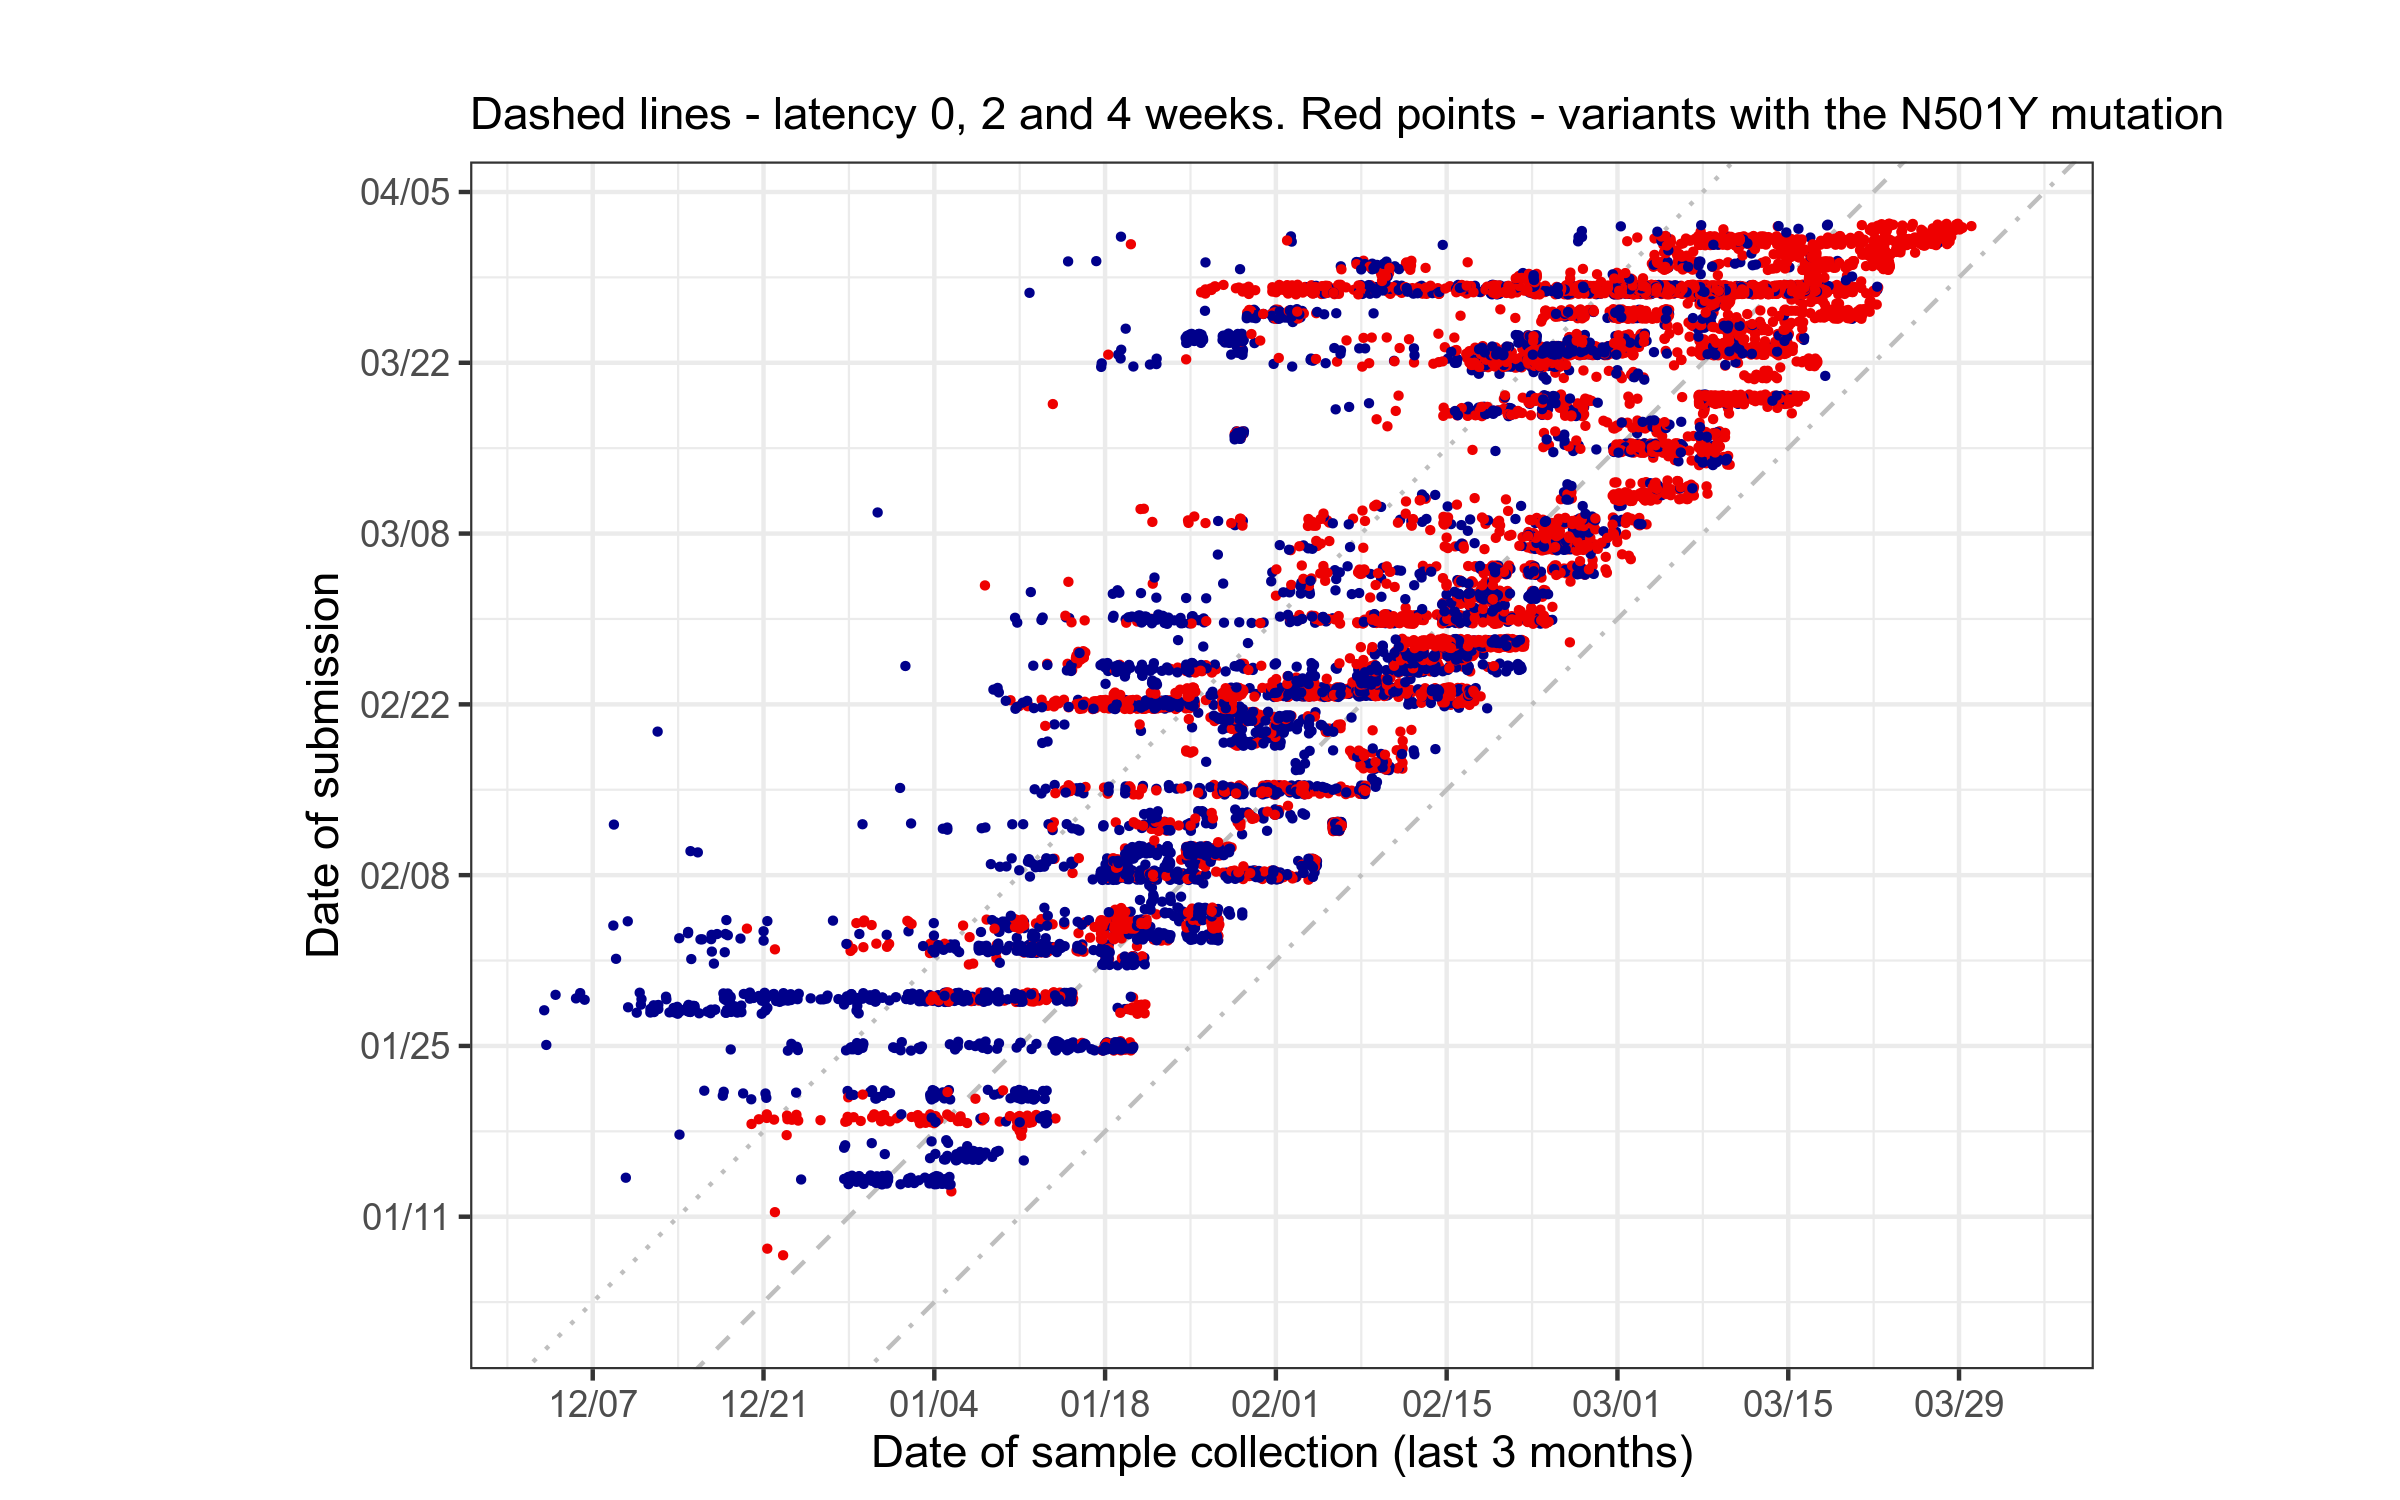 Dashed lines - latency 0, 2 and 4 weeks. Red points - variants with the N501Y mutation
04/05
03/22
03/08
02/22
02/08
01/25
01/11
Date of submission
12/07 12/21 01/04 01/18 02/01 02/15 03/01 03/15 03/29
Date of sample collection (last 3 months)